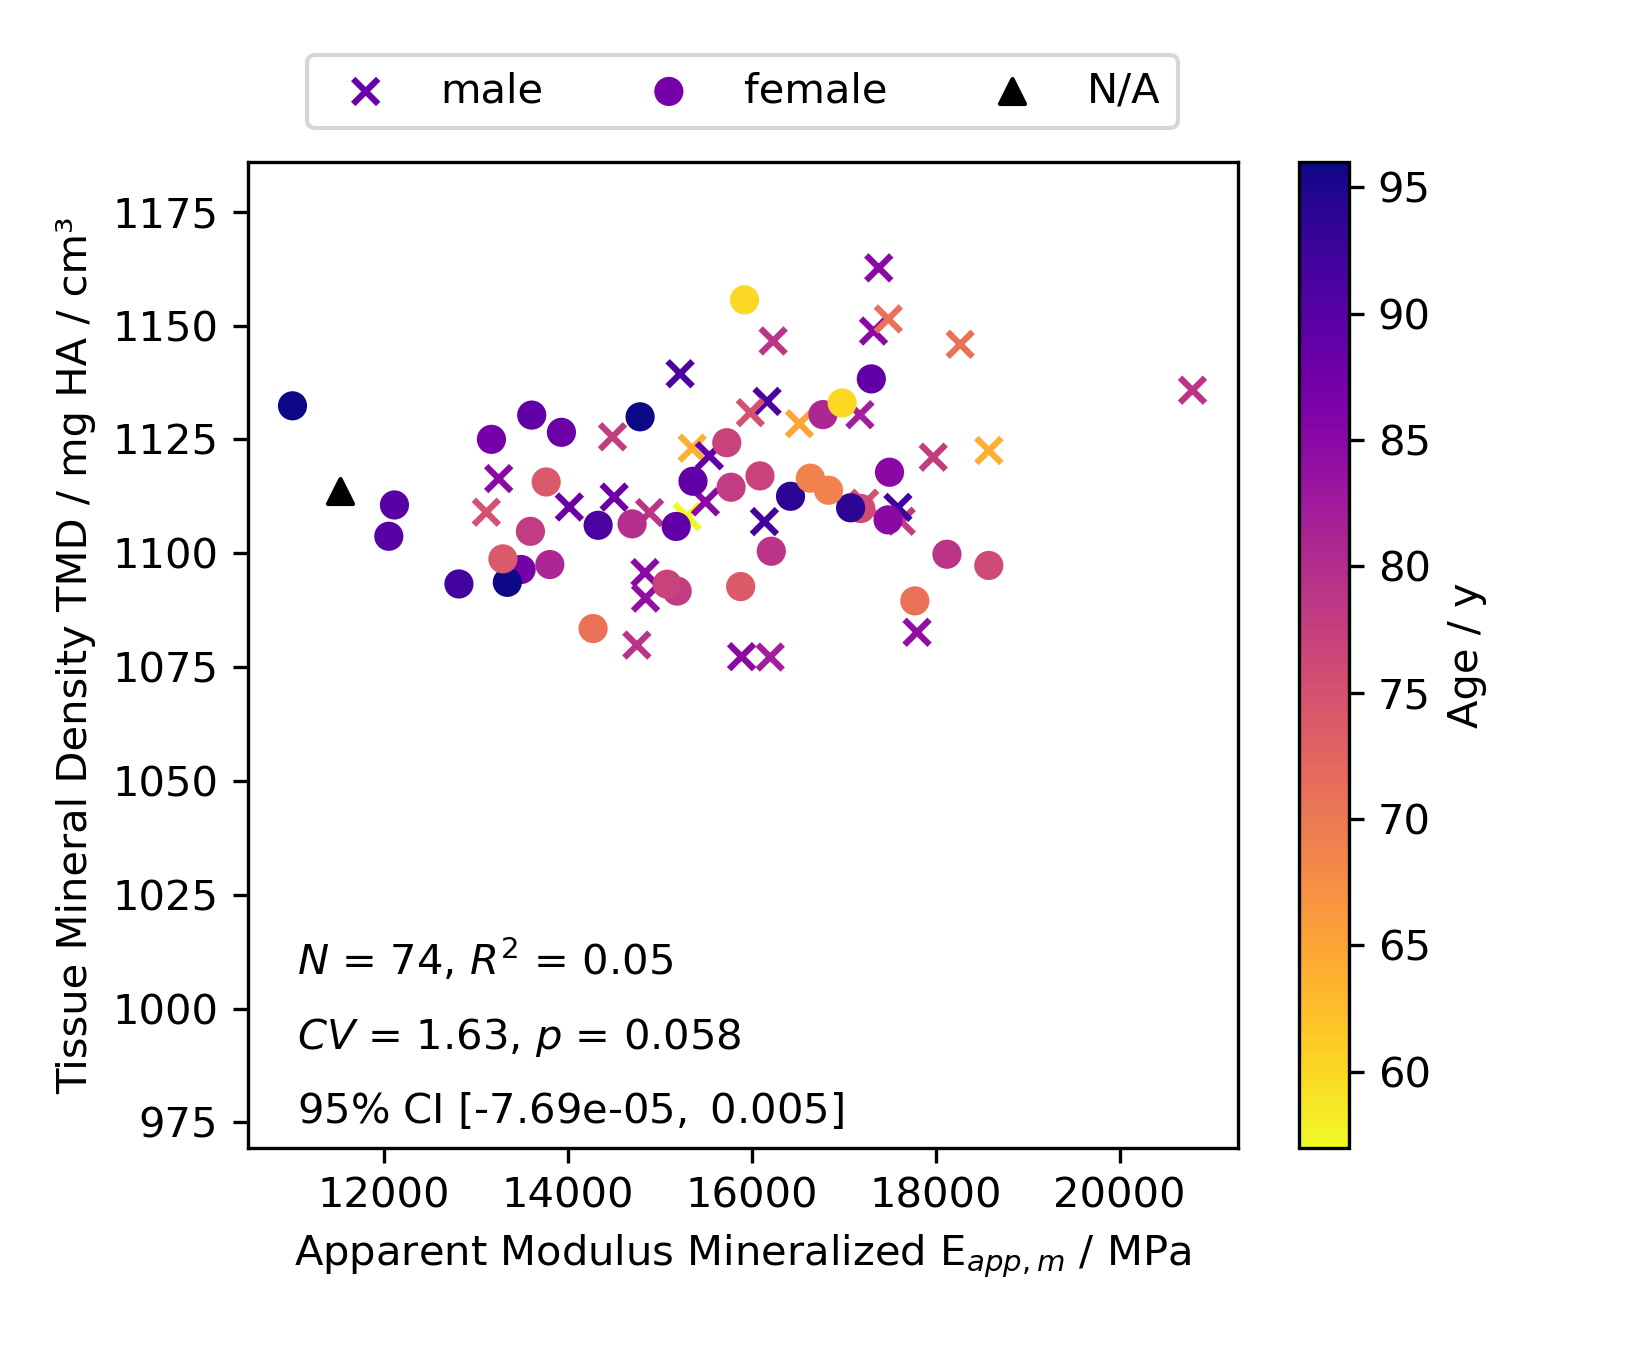 male female N/A
Tissue Mineral Density TMD / mg HA / cm³
1175
1150
1125
1100
1075
1050
1025
1000
975
N = 74, R² = 0.05
CV = 1.63, p = 0.058
95% CI [-7.69e-05, 0.005]
12000 14000 16000 18000 20000
Apparent Modulus Mineralized E_{app,m} / MPa
95
90
85
80
75
70
65
60
Age / y